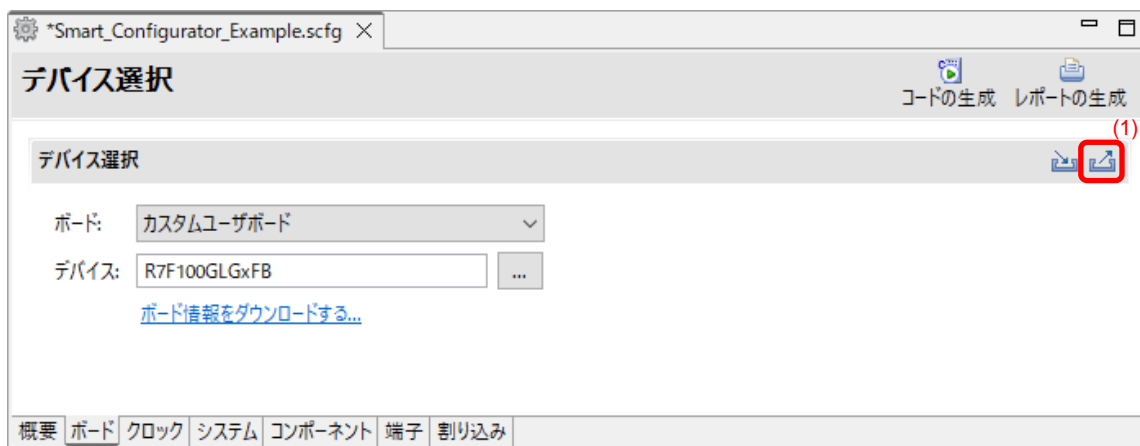 *Smart_Configurator_Example.scfg
デバイス選択
コードの生成 レポートの生成
(1)
デバイス選択
ボード: カスタムユーザボード
デバイス: R7F100GLGxFB ...
ボード情報をダウンロードする...
概要 ボード クロック システム コンポーネント 端子 割り込み